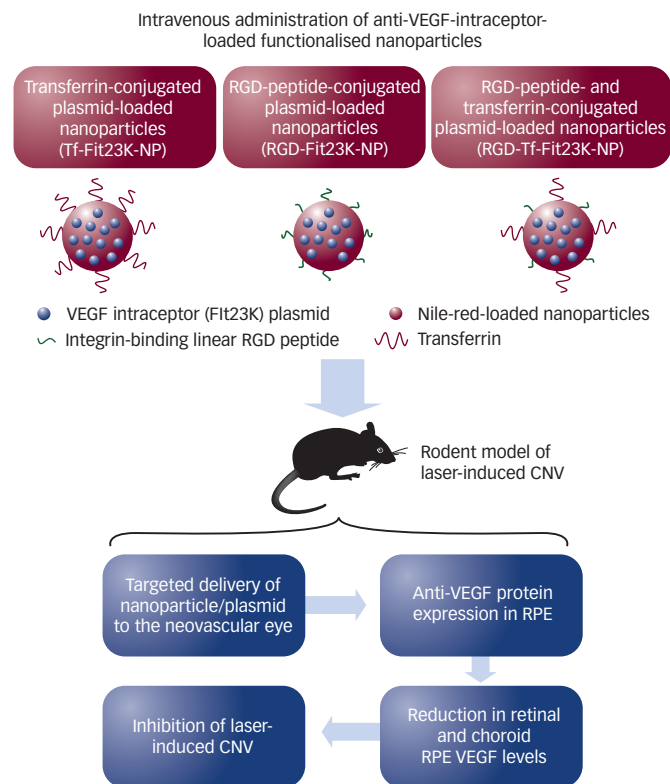 Intravenous administration of anti-VEGF-intraceptor-
loaded functionalised nanoparticles
Transferrin-conjugated
plasmid-loaded
nanoparticles
(Tf-Fit23K-NP)
RGD-peptide-conjugated
plasmid-loaded
nanoparticles
(RGD-Fit23K-NP)
RGD-peptide- and
transferrin-conjugated
plasmid-loaded nanoparticles
(RGD-Tf-Fit23K-NP)
VEGF intraceptor (FIt23K) plasmid
Nile-red-loaded nanoparticles
Integrin-binding linear RGD peptide
Transferrin
Rodent model of
laser-induced CNV
Targeted delivery of
nanoparticle/plasmid
to the neovascular eye
Anti-VEGF protein
expression in RPE
Inhibition of laser-
induced CNV
Reduction in retinal
and choroid
RPE VEGF levels